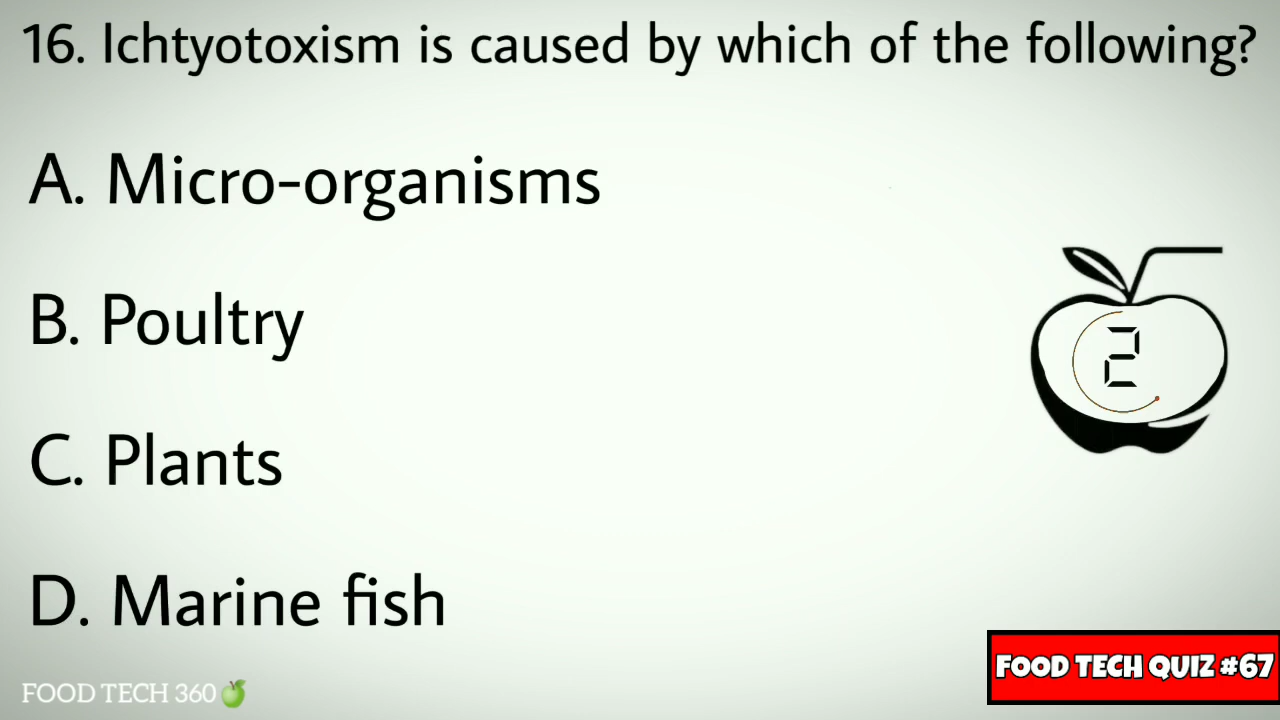 16. Ichtyotoxism is caused by which of the following?
A. Micro-organisms
B. Poultry
2
C. Plants
D. Marine fish
FOOD TECH QUIZ #67
FOOD TECH 360